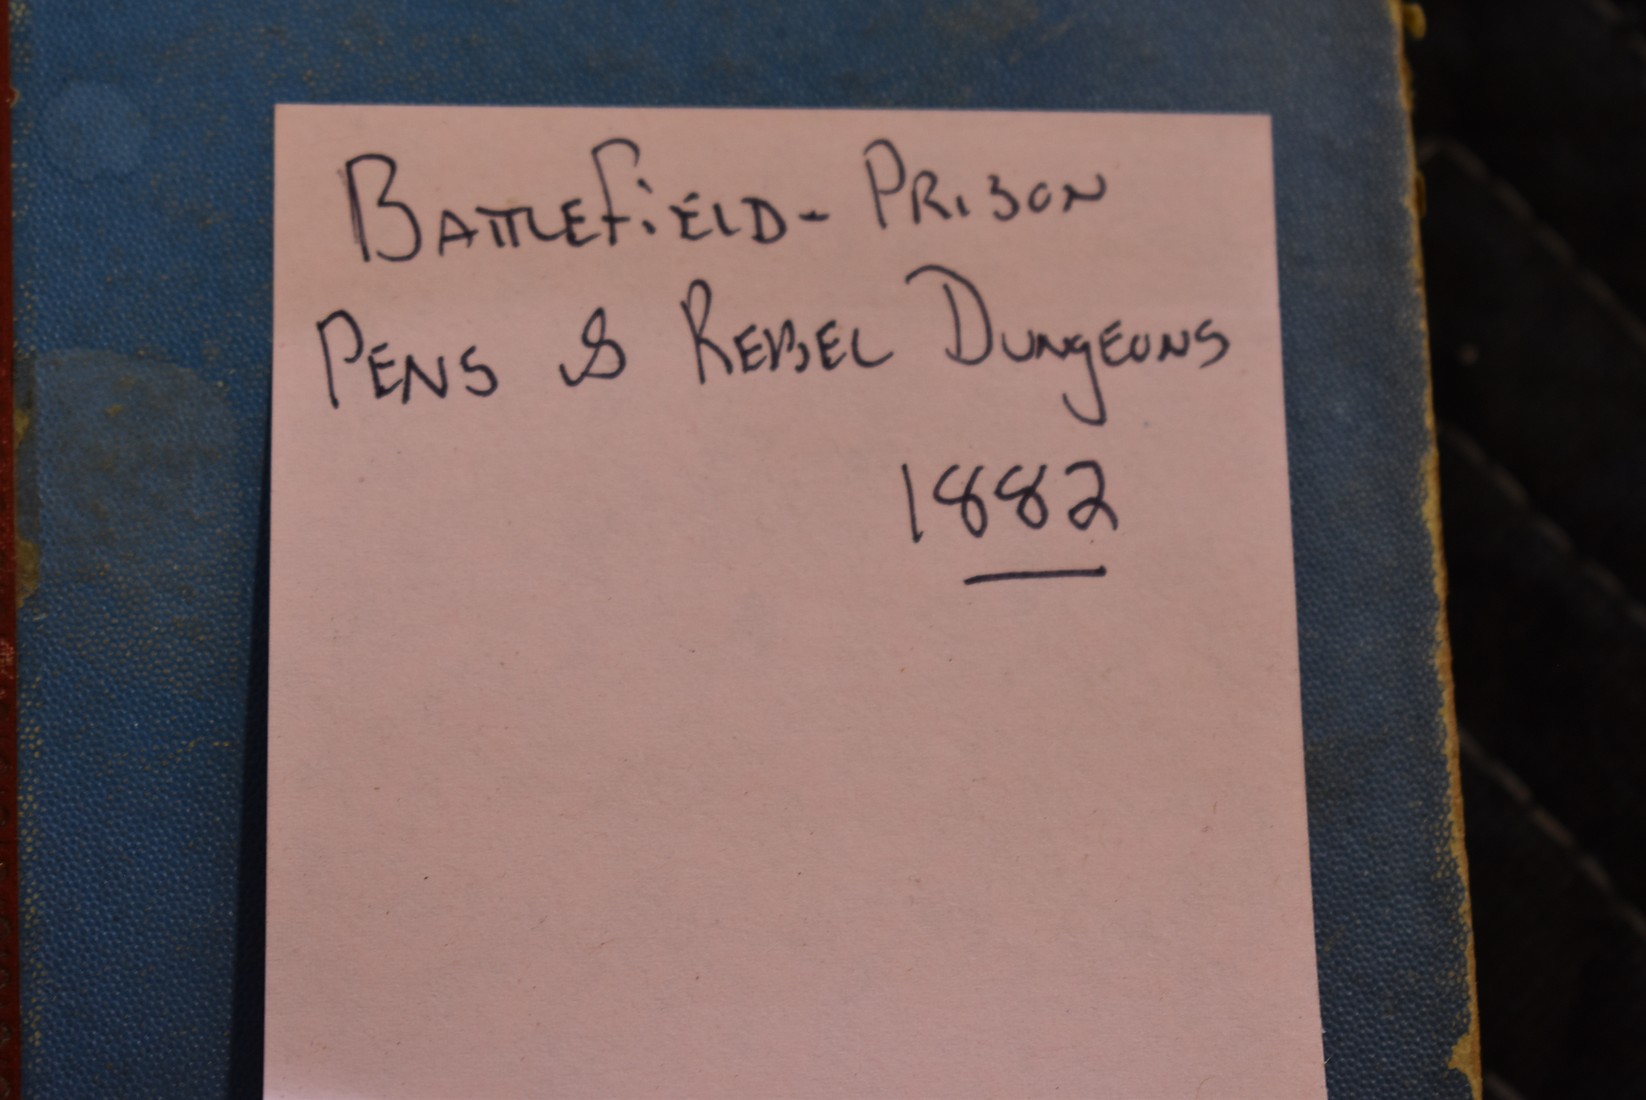 BATTLEFiELD - PRiSON
PENS & REBEL DUNgEONS
1882